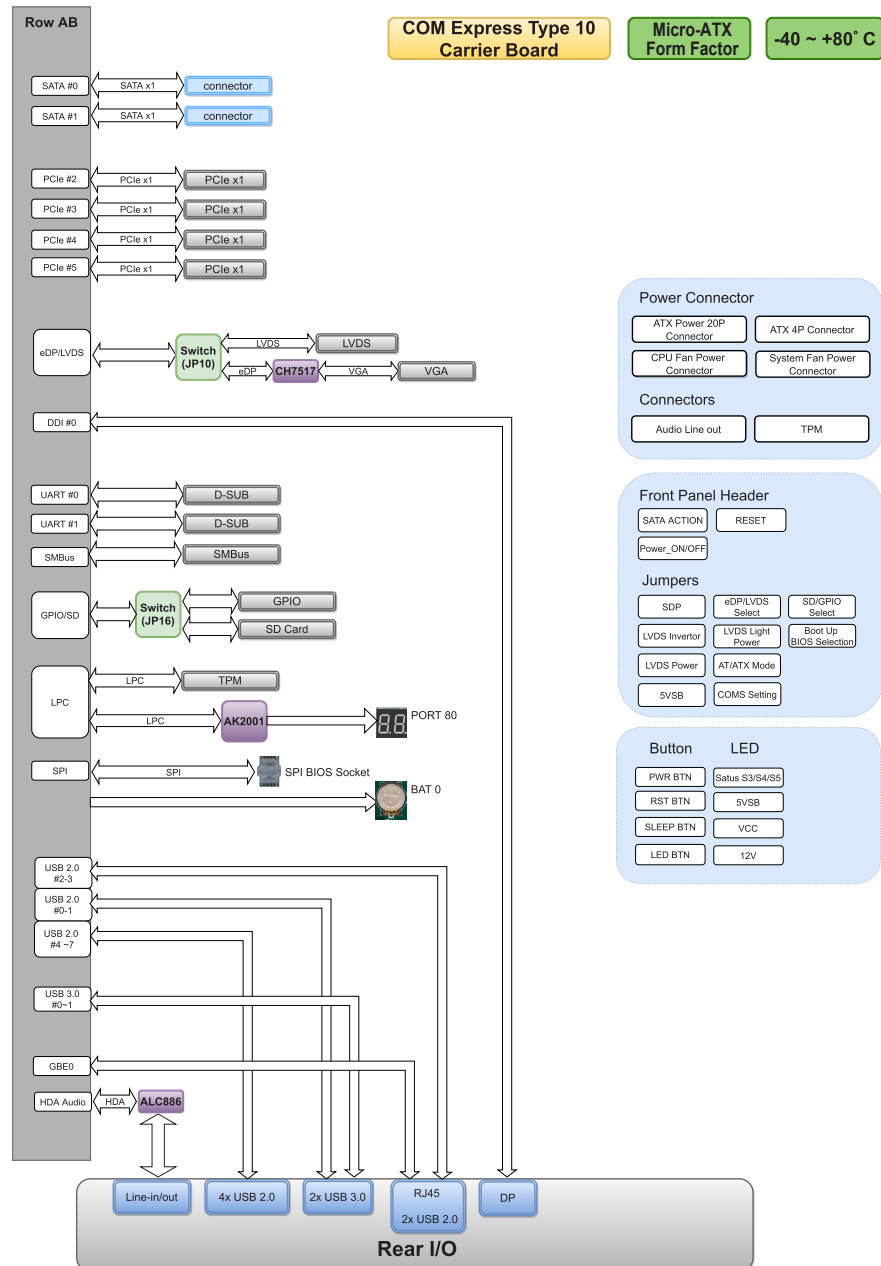 Row AB
COM Express Type 10
Carrier Board
Micro-ATX
Form Factor
-40 ~ +80° C
SATA #0
SATA x1
connector
SATA #1
SATA x1
connector
PCIe #2
PCIe x1
PCIe x1
PCIe #3
PCIe x1
PCIe x1
PCIe #4
PCIe x1
PCIe x1
PCIe #5
PCIe x1
PCIe x1
eDP/LVDS
Switch
(JP10)
LVDS
LVDS
eDP
CH7517
VGA
VGA
DDI #0
UART #0
D-SUB
UART #1
D-SUB
SMBus
SMBus
GPIO/SD
Switch
(JP16)
GPIO
SD Card
LPC
LPC
TPM
LPC
AK2001
PORT 80
SPI
SPI
SPI BIOS Socket
BAT 0
USB 2.0
#2-3
USB 2.0
#0-1
USB 2.0
#4 ~7
USB 3.0
#0~1
GBE0
HDA Audio
HDA
ALC886
Line-in/out
4x USB 2.0
2x USB 3.0
RJ45
2x USB 2.0
DP
Rear I/O
Power Connector
ATX Power 20P
Connector
ATX 4P Connector
CPU Fan Power
Connector
System Fan Power
Connector
Connectors
Audio Line out
TPM
Front Panel Header
SATA ACTION
RESET
Power_ON/OFF
Jumpers
SDP
eDP/LVDS
Select
SD/GPIO
Select
LVDS Invertor
LVDS Light
Power
Boot Up
BIOS Selection
LVDS Power
AT/ATX Mode
5VSB
COMS Setting
Button
LED
PWR BTN
Satus S3/S4/S5
RST BTN
5VSB
SLEEP BTN
VCC
LED BTN
12V